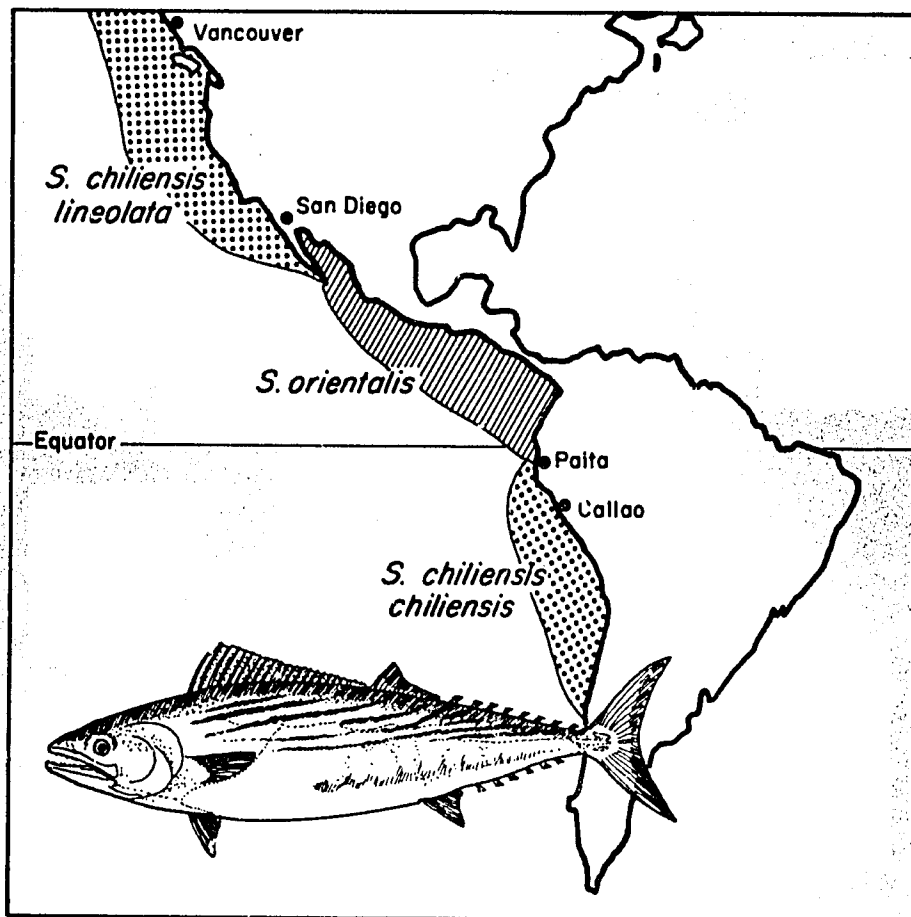 Vancouver
S. chiliensis
lineolata
San Diego
S. orientalis
Equator
Paita
Callao
S. chiliensis
chiliensis